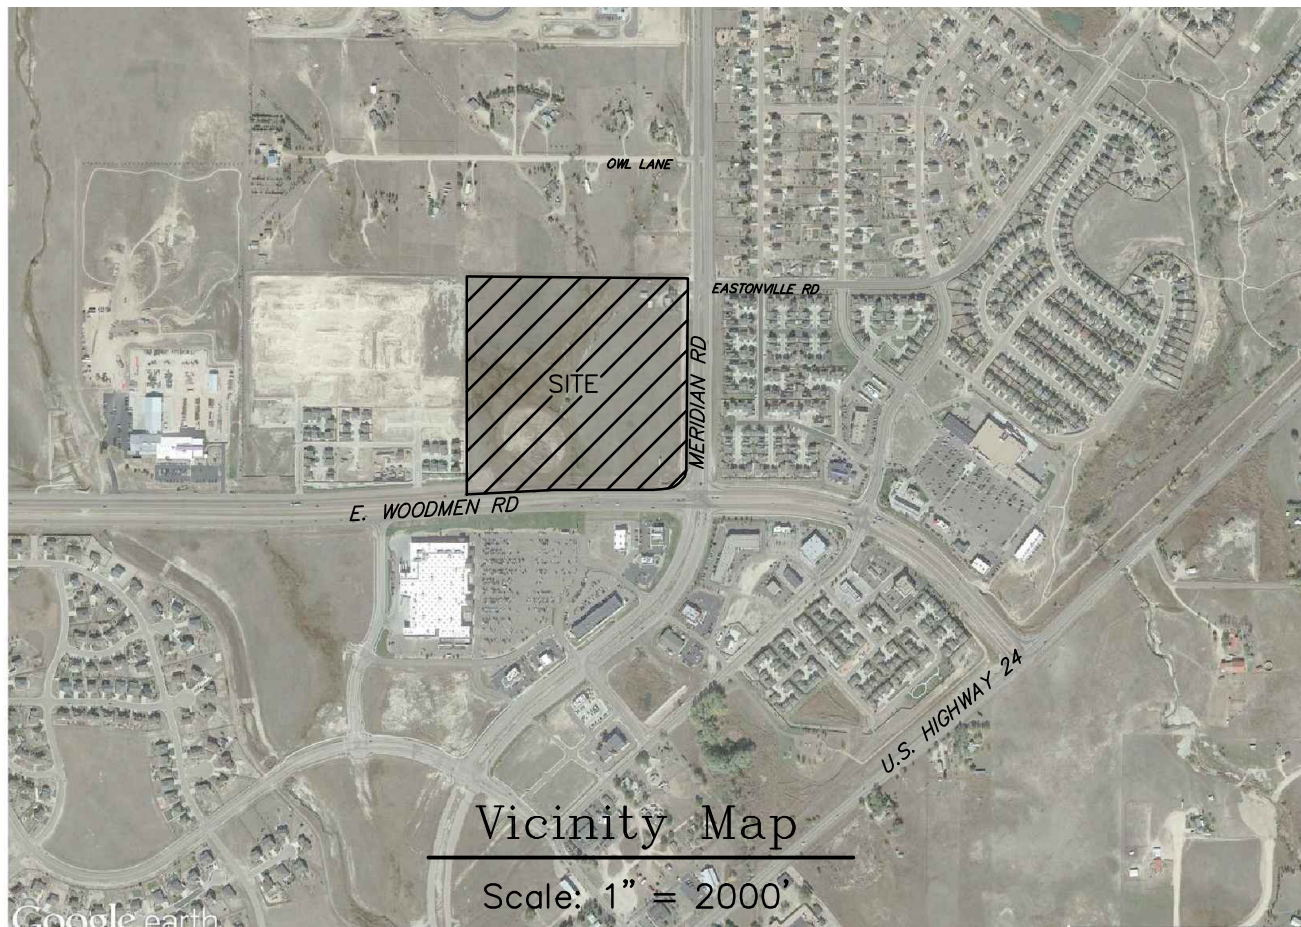 OWL LANE
EASTONVILLE RD
SITE
MERIDIAN RD
E. WOODMEN RD
U.S. HIGHWAY 24
Vicinity Map
Scale: 1" = 2000'
Google earth